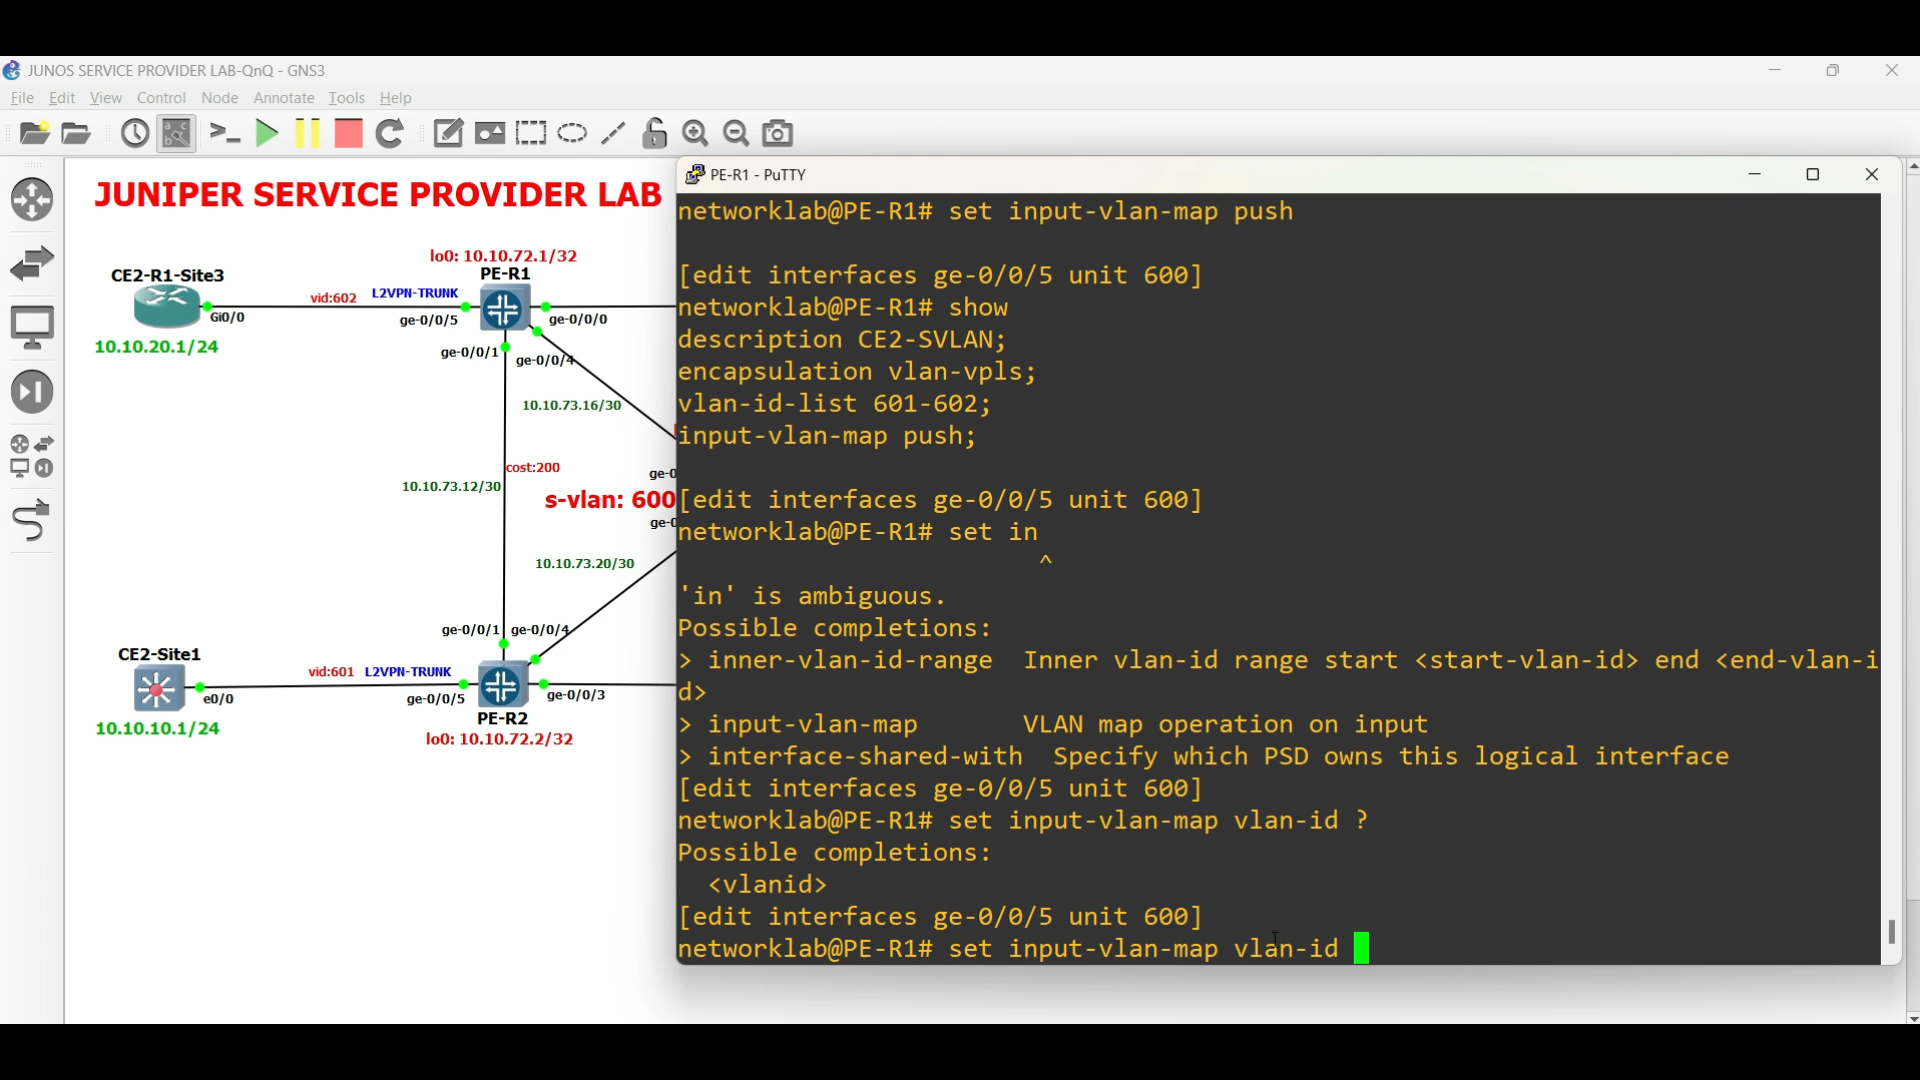 JUNOS SERVICE PROVIDER LAB-QnQ - GNS3
File Edit View Control Node Annotate Tools Help
JUNIPER SERVICE PROVIDER LAB
lo0: 10.10.72.1/32
CE2-R1-Site3
PE-R1
vid:602
L2VPN-TRUNK
Gi0/0
ge-0/0/5
ge-0/0/0
10.10.20.1/24
ge-0/0/1
ge-0/0/4
10.10.73.16/30
cost:200
ge-0
10.10.73.12/30
s-vlan: 600
ge-0
10.10.73.20/30
ge-0/0/1
ge-0/0/4
CE2-Site1
vid:601
L2VPN-TRUNK
e0/0
ge-0/0/5
ge-0/0/3
PE-R2
10.10.10.1/24
lo0: 10.10.72.2/32
PE-R1 - PuTTY
networklab@PE-R1# set input-vlan-map push
[edit interfaces ge-0/0/5 unit 600]
networklab@PE-R1# show
description CE2-SVLAN;
encapsulation vlan-vpls;
vlan-id-list 601-602;
input-vlan-map push;
[edit interfaces ge-0/0/5 unit 600]
networklab@PE-R1# set in
^
'in' is ambiguous.
Possible completions:
> inner-vlan-id-range  Inner vlan-id range start <start-vlan-id> end <end-vlan-i
d>
> input-vlan-map       VLAN map operation on input
> interface-shared-with  Specify which PSD owns this logical interface
[edit interfaces ge-0/0/5 unit 600]
networklab@PE-R1# set input-vlan-map vlan-id ?
Possible completions:
<vlanid>
[edit interfaces ge-0/0/5 unit 600]
networklab@PE-R1# set input-vlan-map vlan-id